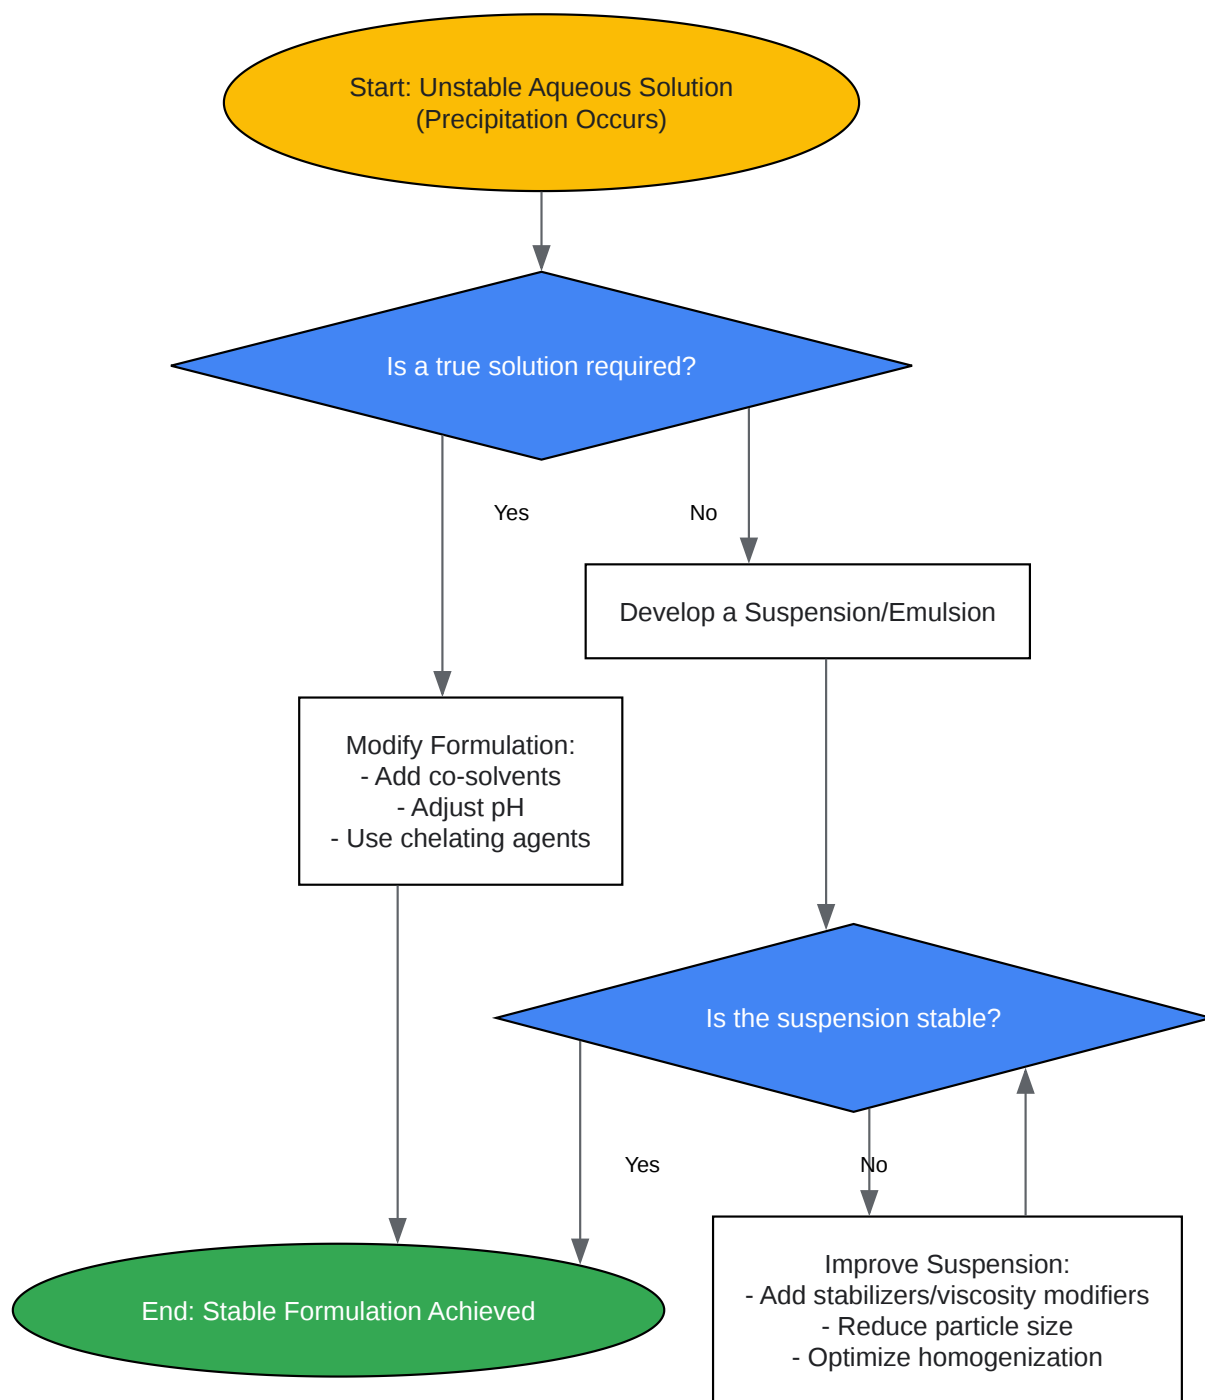 Start: Unstable Aqueous Solution
(Precipitation Occurs)
Is a true solution required?
Yes
No
Develop a Suspension/Emulsion
Modify Formulation:
- Add co-solvents
- Adjust pH
- Use chelating agents
Is the suspension stable?
Yes
No
Improve Suspension:
- Add stabilizers/viscosity modifiers
- Reduce particle size
- Optimize homogenization
End: Stable Formulation Achieved